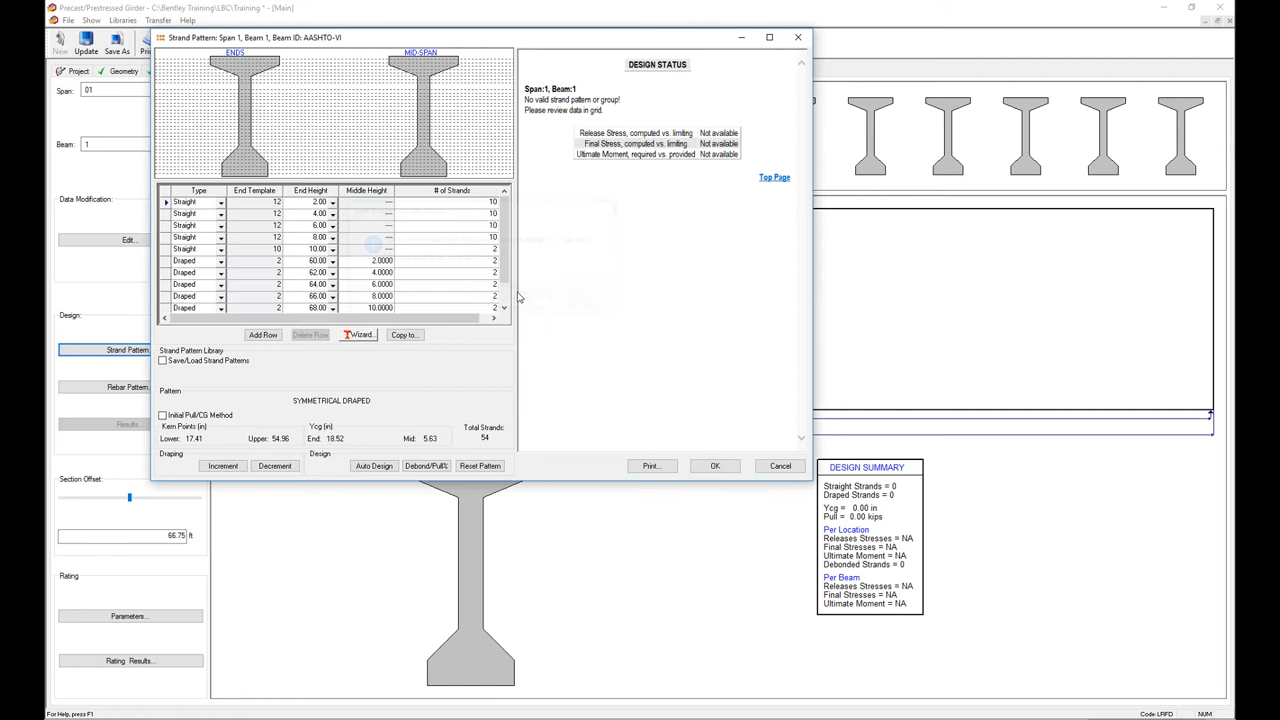 Precast/Prestressed Girder - C:\Bentley Training\LBC\Training * - [Main]
File Show Libraries Transfer Help
New Update Save As
Project Geometry
Span: 01
Beam: 1
Data Modification:
Edit...
Design:
Strand Pattern.
Rebar Pattern.
Results.
Section Offset:
66.75 ft
Rating
Parameters...
Rating Results...
Strand Pattern: Span 1, Beam 1, Beam ID: AASHTO-VI
ENDS MID-SPAN
Type End Template End Height Middle Height # of Strands
Straight 12 2.00 --- 10
Straight 12 4.00 --- 10
Straight 12 6.00 --- 10
Straight 12 8.00 --- 10
Straight 10 10.00 --- 2
Draped 2 60.00 2.0000 2
Draped 2 62.00 4.0000 2
Draped 2 64.00 6.0000 2
Draped 2 66.00 8.0000 2
Draped 2 68.00 10.0000 2
Add Row Delete Row Wizard... Copy to...
Strand Pattern Library
Save/Load Strand Patterns
Pattern
SYMMETRICAL DRAPED
Initial Pull/CG Method
Kern Points (in) Ycg (in) Total Strands:
Lower: 17.41 Upper: 54.96 End: 18.52 Mid: 5.63 54
Draping Design
Increment Decrement Auto Design Debond/Pull% Reset Pattern
DESIGN STATUS
Span:1, Beam:1
No valid strand pattern or group!
Please review data in grid.
Release Stress, computed vs. limiting Not available
Final Stress, computed vs. limiting Not available
Ultimate Moment, required vs. provided Not available
Top Page
Print... OK Cancel
DESIGN SUMMARY
Straight Strands = 0
Draped Strands = 0
Ycg = 0.00 in
Pull = 0.00 kips
Per Location
Releases Stresses = NA
Final Stresses = NA
Ultimate Moment = NA
Debonded Strands = 0
Per Beam
Releases Stresses = NA
Final Stresses = NA
Ultimate Moment = NA
For Help, press F1
Code: LRFD NUM